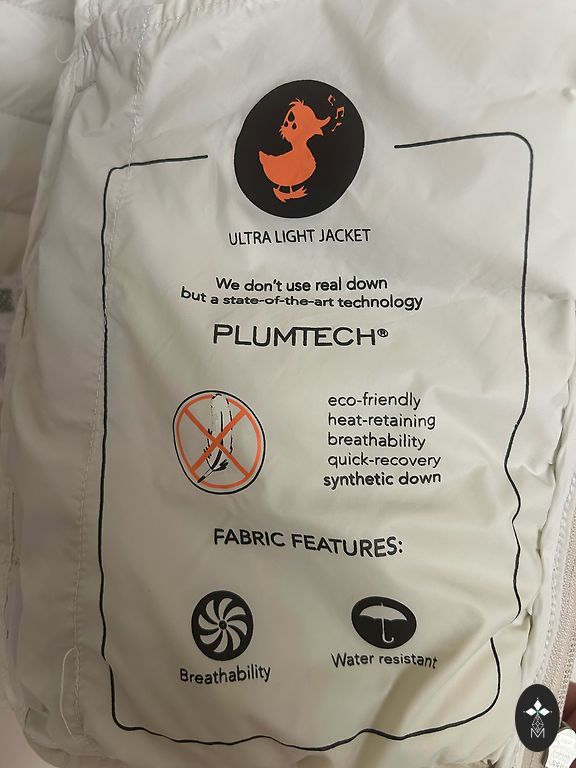 ULTRA LIGHT JACKET
We don't use real down
but a state-of-the-art technology
PLUMTECH®
eco-friendly
heat-retaining
breathability
quick-recovery
synthetic down
FABRIC FEATURES:
Breathability
Water resistant